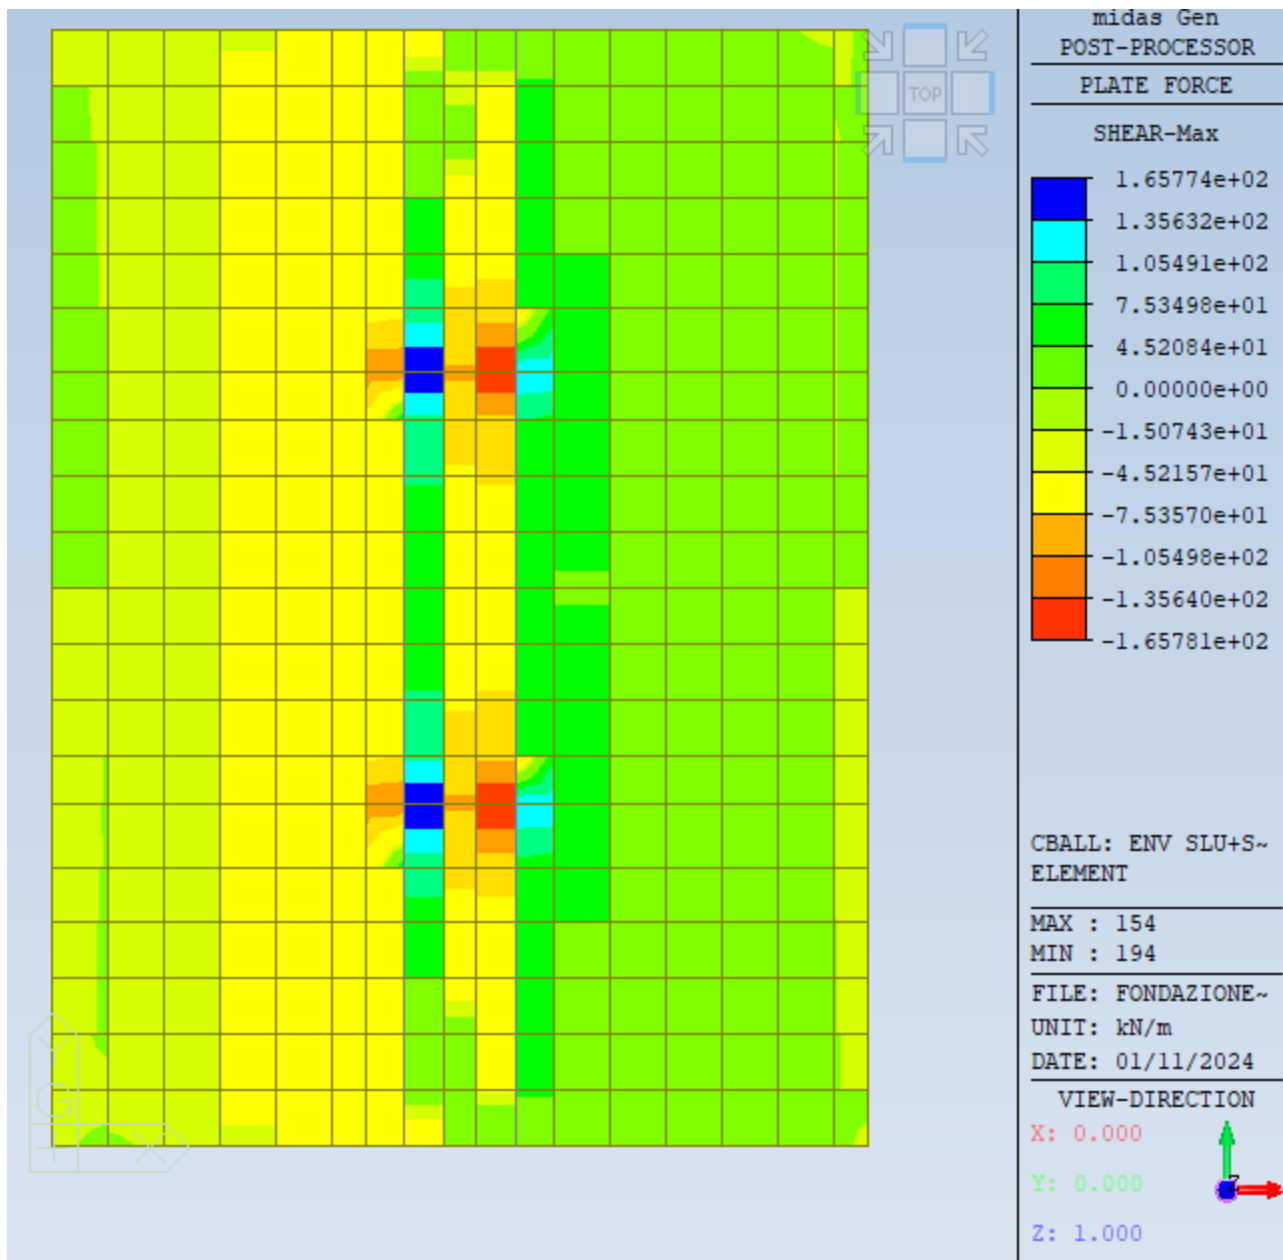 midas Gen
POST-PROCESSOR
PLATE FORCE
SHEAR-Max
1.65774e+02
1.35632e+02
1.05491e+02
7.53498e+01
4.52084e+01
0.00000e+00
-1.50743e+01
-4.52157e+01
-7.53570e+01
-1.05498e+02
-1.35640e+02
-1.65781e+02
CBALL: ENV SLU+S~
ELEMENT
MAX : 154
MIN : 194
FILE: FONDAZIONE~
UNIT: kN/m
DATE: 01/11/2024
VIEW-DIRECTION
X: 0.000
Y: 0.000
Z: 1.000
Z
TOP
Y
G
X